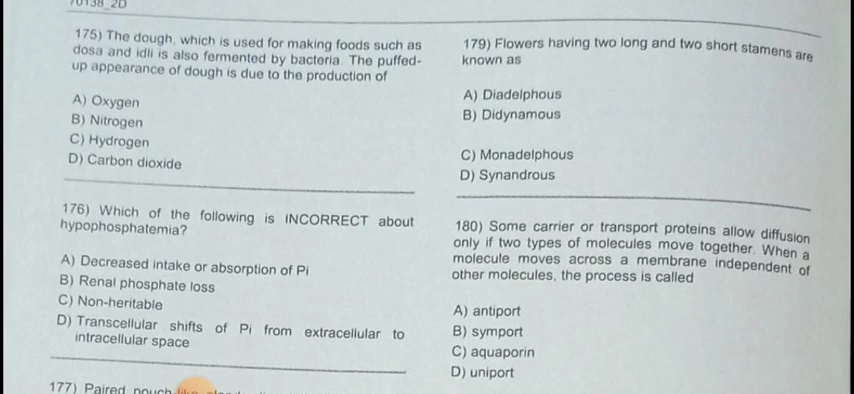 70138_2D
175) The dough, which is used for making foods such as
dosa and idli is also fermented by bacteria. The puffed-
up appearance of dough is due to the production of
A) Oxygen
B) Nitrogen
C) Hydrogen
D) Carbon dioxide
176) Which of the following is INCORRECT about
hypophosphatemia?
A) Decreased intake or absorption of Pi
B) Renal phosphate loss
C) Non-heritable
D) Transcellular shifts of Pi from extracellular to
intracellular space
177) Paired pouch-like
179) Flowers having two long and two short stamens are
known as
A) Diadelphous
B) Didynamous
C) Monadelphous
D) Synandrous
180) Some carrier or transport proteins allow diffusion
only if two types of molecules move together. When a
molecule moves across a membrane independent of
other molecules, the process is called
A) antiport
B) symport
C) aquaporin
D) uniport